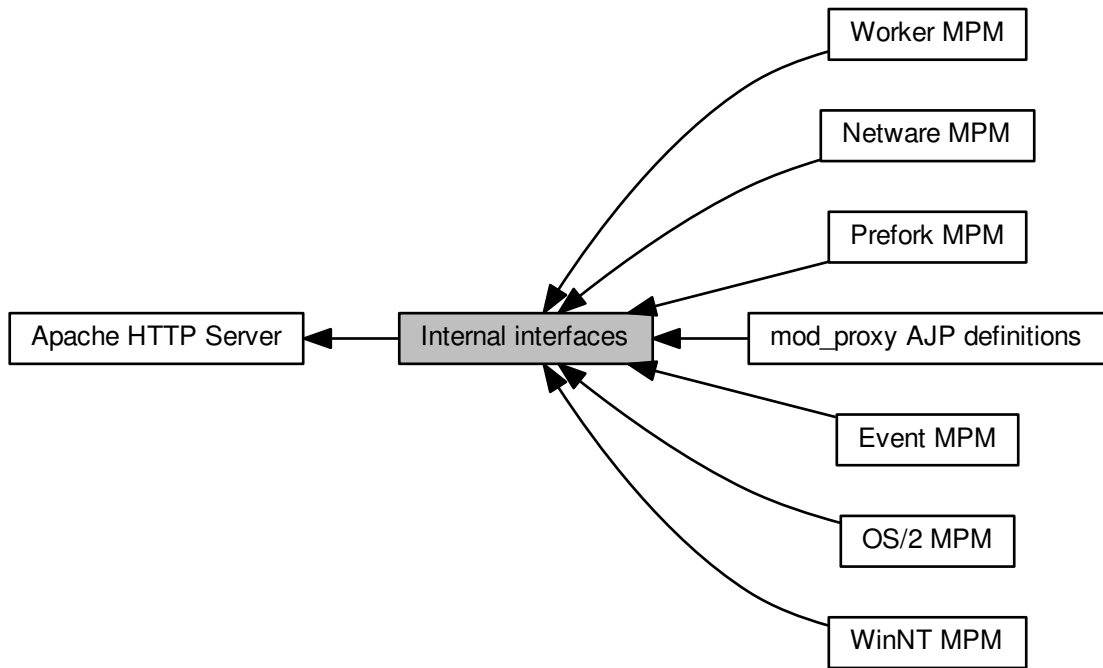 Worker MPM
Netware MPM
Prefork MPM
Apache HTTP Server
Internal interfaces
mod_proxy AJP definitions
Event MPM
OS/2 MPM
WinNT MPM